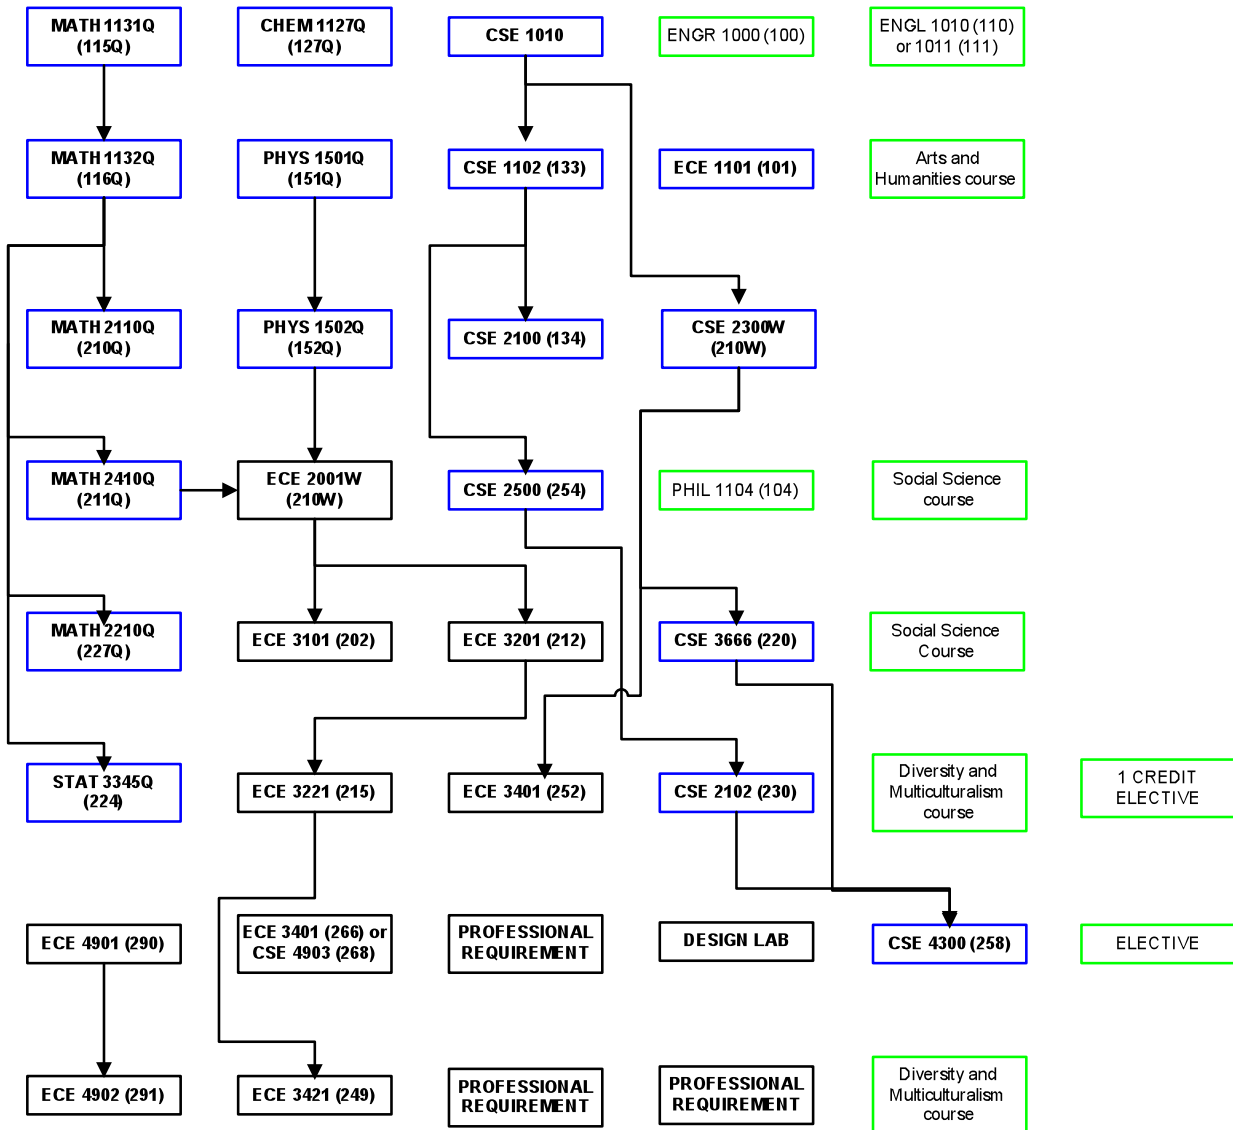 MATH 1131Q
(115Q)
CHEM 1127Q
(127Q)
CSE 1010
ENGR 1000 (100)
ENGL 1010 (110)
or 1011 (111)
MATH 1132Q
(116Q)
PHYS 1501Q
(151Q)
CSE 1102 (133)
ECE 1101 (101)
Arts and
Humanities course
MATH 2110Q
(210Q)
PHYS 1502Q
(152Q)
CSE 2100 (134)
CSE 2300W
(210W)
MATH 2410Q
(211Q)
ECE 2001W
(210W)
CSE 2500 (254)
PHIL 1104 (104)
Social Science
course
MATH 2210Q
(227Q)
ECE 3101 (202)
ECE 3201 (212)
CSE 3666 (220)
Social Science
Course
STAT 3345Q
(224)
ECE 3221 (215)
ECE 3401 (252)
CSE 2102 (230)
Diversity and
Multiculturalism
course
1 CREDIT
ELECTIVE
ECE 4901 (290)
ECE 3401 (266) or
CSE 4903 (268)
PROFESSIONAL
REQUIREMENT
DESIGN LAB
CSE 4300 (258)
ELECTIVE
ECE 4902 (291)
ECE 3421 (249)
PROFESSIONAL
REQUIREMENT
PROFESSIONAL
REQUIREMENT
Diversity and
Multiculturalism
course